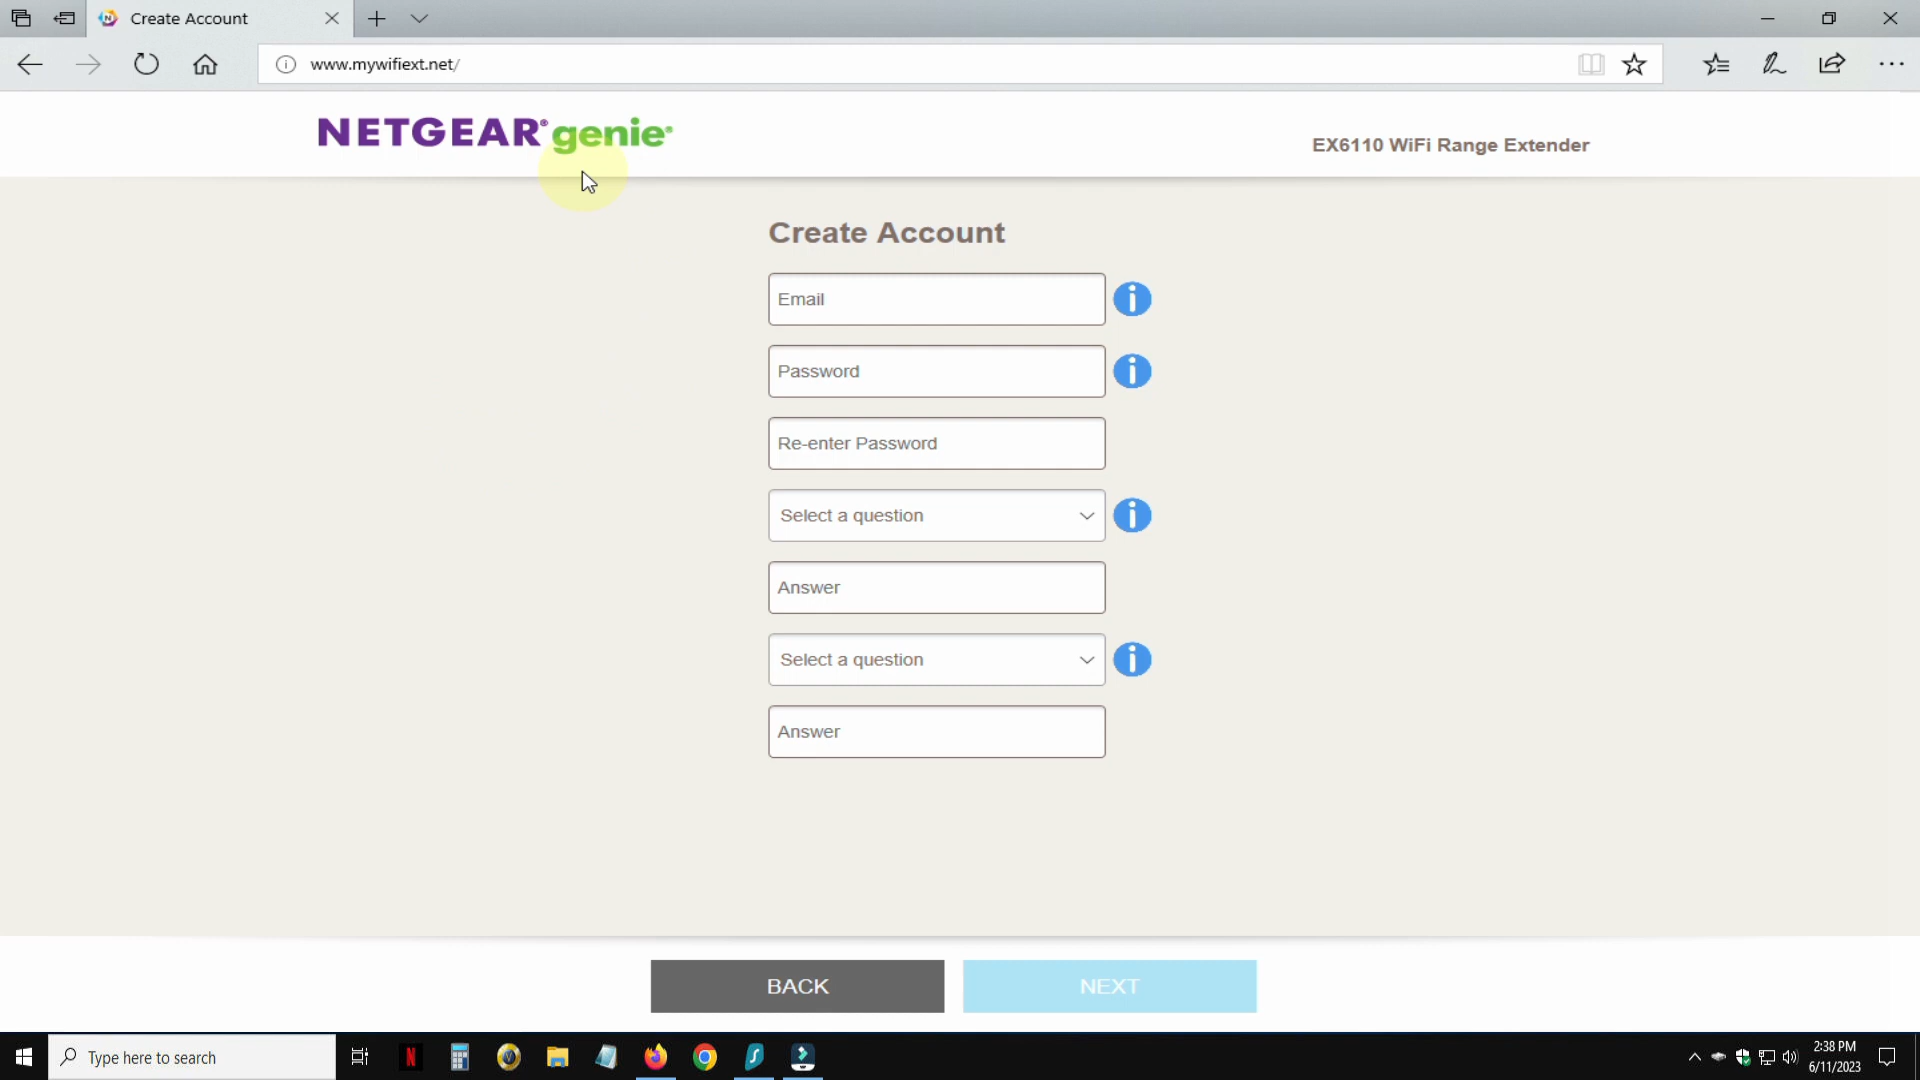 Create Account
www.mywifiext.net/
NETGEAR® genie®
EX6110 WiFi Range Extender
Create Account
Email
Password
Re-enter Password
Select a question
Answer
Select a question
Answer
BACK
NEXT
Type here to search
2:38 PM
6/11/2023